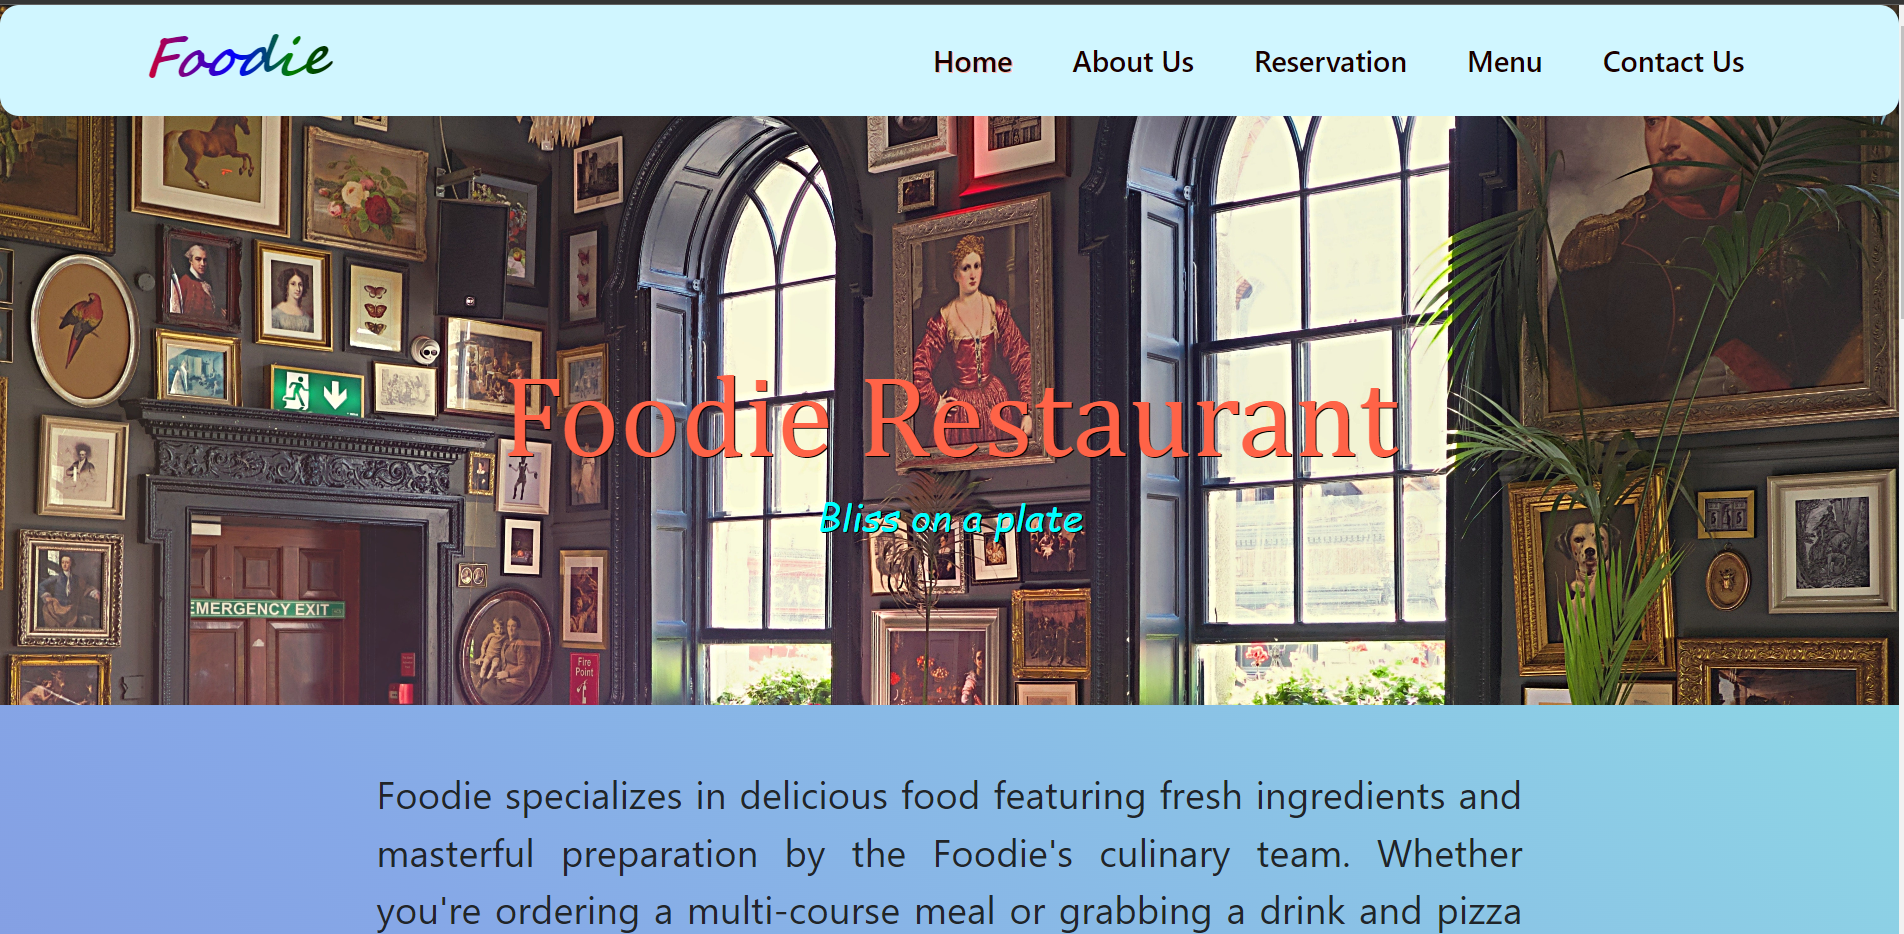 Foodie
Home About Us Reservation Menu Contact Us
Foodie Restaurant
Bliss on a plate
EMERGENCY EXIT
Fire
Point
Foodie specializes in delicious food featuring fresh ingredients and
masterful preparation by the Foodie's culinary team. Whether
you're ordering a multi-course meal or grabbing a drink and pizza